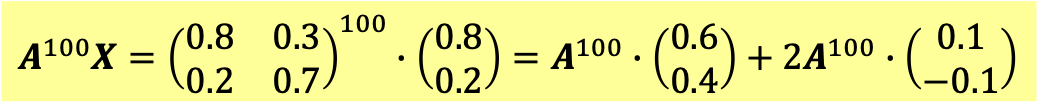 A¹⁰⁰X = (0.8 0.3 0.2 0.7)¹⁰⁰ · (0.8 0.2) = A¹⁰⁰ · (0.6 0.4) + 2A¹⁰⁰ · (0.1 −0.1)